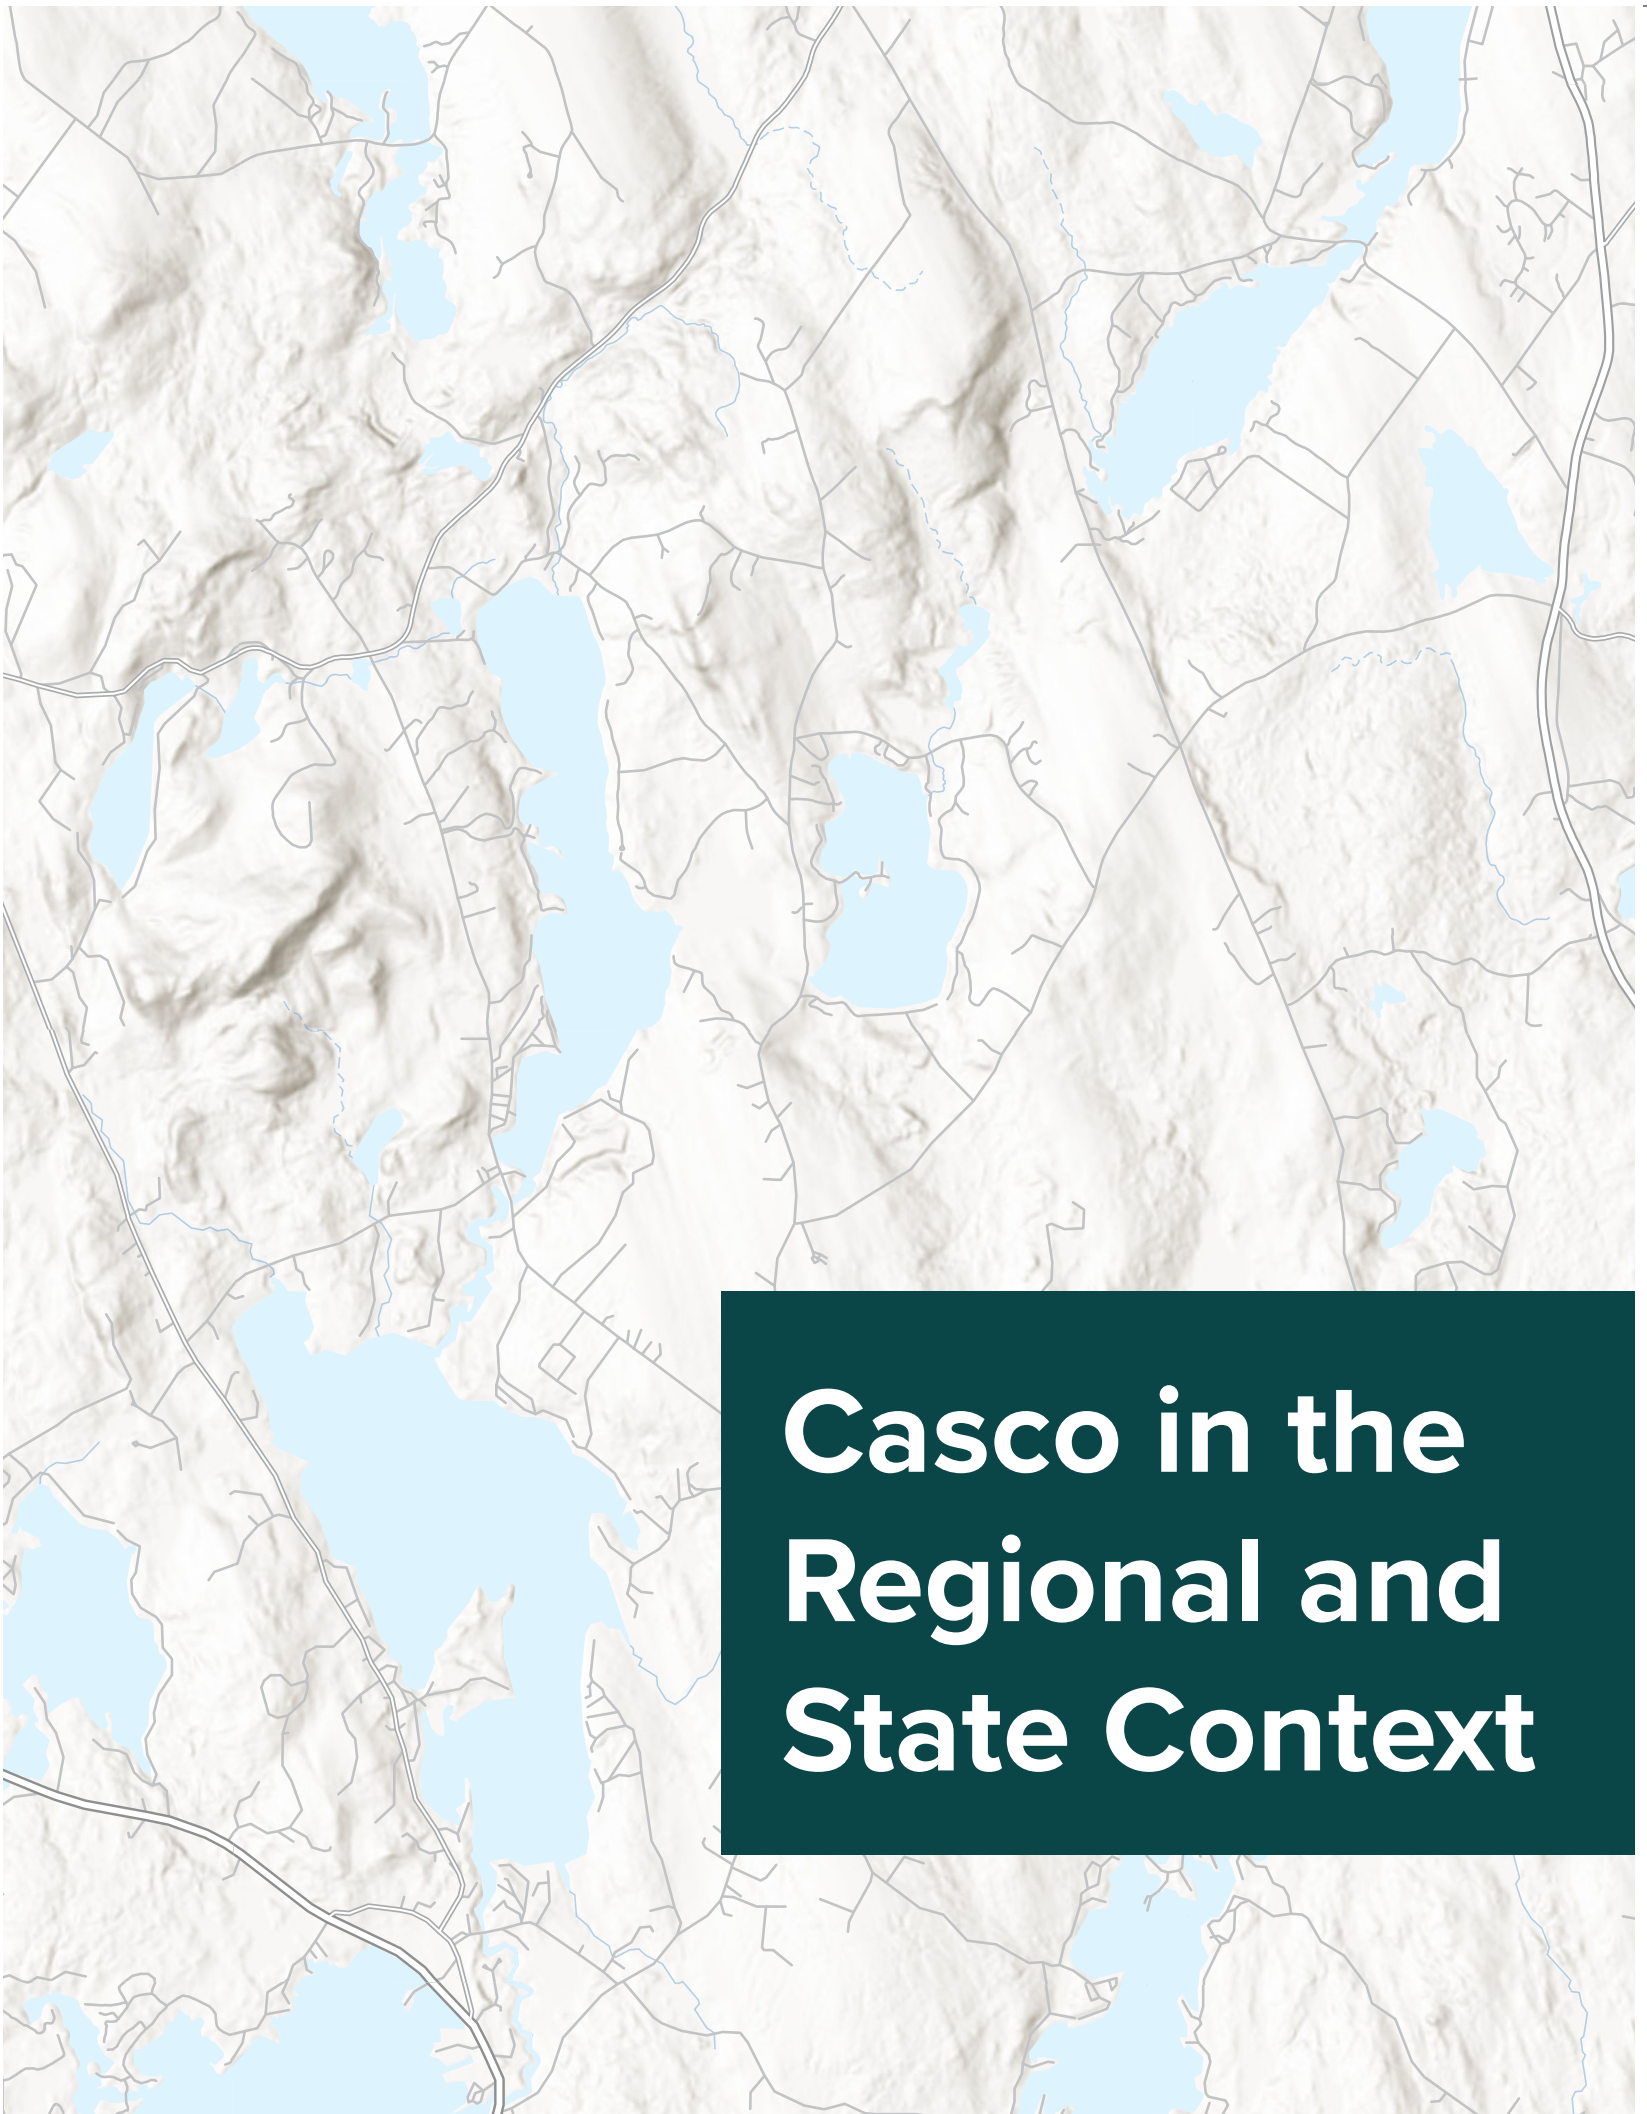 Casco in the
Regional and
State Context